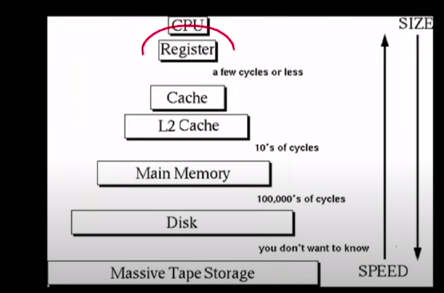 CPU
SIZE
Register
a few cycles or less
Cache
L2 Cache
10's of cycles
Main Memory
100,000's of cycles
Disk
you don't want to know
Massive Tape Storage
SPEED